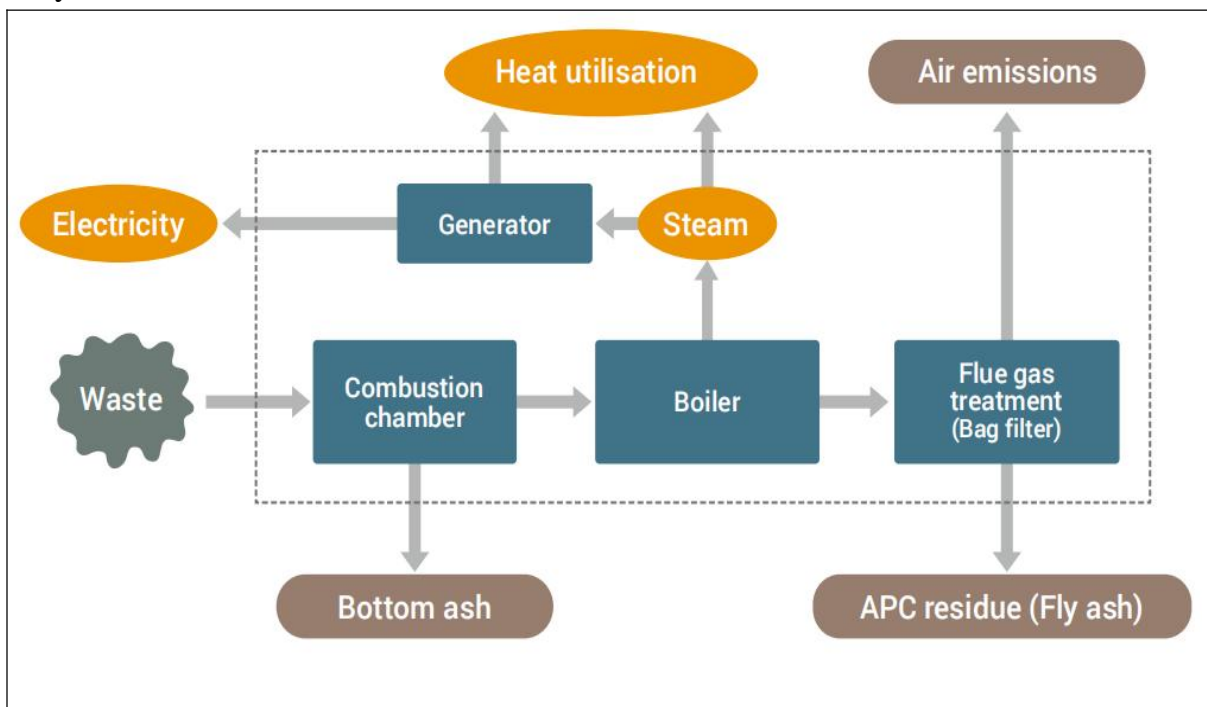 Heat utilisation
Air emissions
Electricity
Generator
Steam
Waste
Combustion
chamber
Boiler
Flue gas
treatment
(Bag filter)
Bottom ash
APC residue (Fly ash)